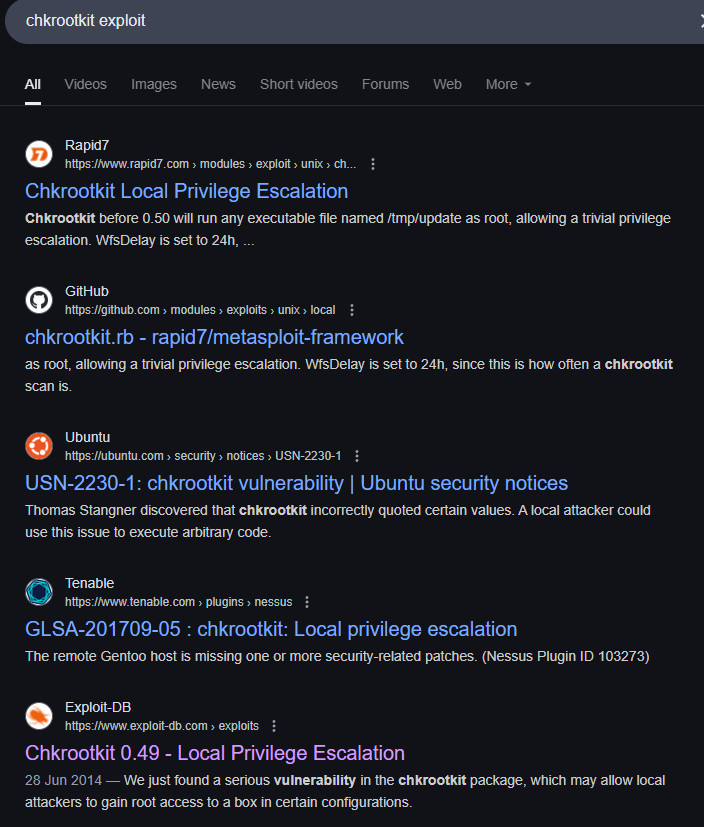 chkrootkit exploit
All Videos Images News Short videos Forums Web More
Rapid7
https://www.rapid7.com › modules › exploit › unix › ch...
Chkrootkit Local Privilege Escalation
Chkrootkit before 0.50 will run any executable file named /tmp/update as root, allowing a trivial privilege
escalation. WfsDelay is set to 24h, ...
GitHub
https://github.com › modules › exploits › unix › local
chkrootkit.rb - rapid7/metasploit-framework
as root, allowing a trivial privilege escalation. WfsDelay is set to 24h, since this is how often a chkrootkit
scan is.
Ubuntu
https://ubuntu.com › security › notices › USN-2230-1
USN-2230-1: chkrootkit vulnerability | Ubuntu security notices
Thomas Stangner discovered that chkrootkit incorrectly quoted certain values. A local attacker could
use this issue to execute arbitrary code.
Tenable
https://www.tenable.com › plugins › nessus
GLSA-201709-05 : chkrootkit: Local privilege escalation
The remote Gentoo host is missing one or more security-related patches. (Nessus Plugin ID 103273)
Exploit-DB
https://www.exploit-db.com › exploits
Chkrootkit 0.49 - Local Privilege Escalation
28 Jun 2014 — We just found a serious vulnerability in the chkrootkit package, which may allow local
attackers to gain root access to a box in certain configurations.